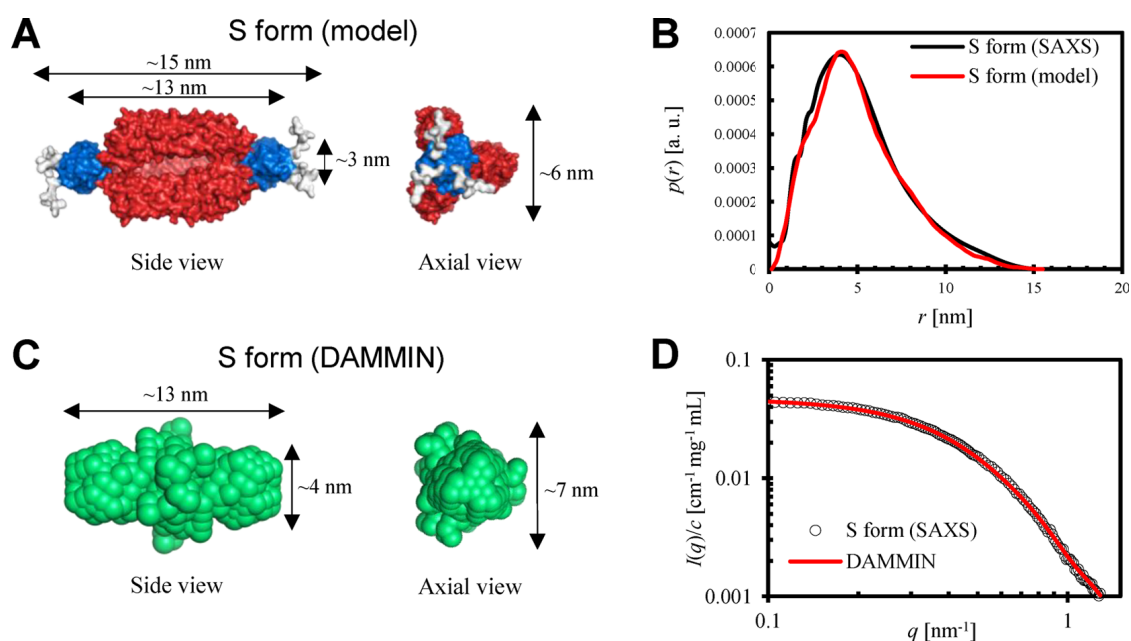 A
S form (model)
~15 nm
~13 nm
~3 nm
~6 nm
Side view
Axial view
B
0.0007
0.0006
0.0005
0.0004
0.0003
0.0002
0.0001
0
p(r) [a. u.]
S form (SAXS)
S form (model)
0
5
10
15
20
r [nm]
C
S form (DAMMIN)
~13 nm
~4 nm
~7 nm
Side view
Axial view
D
0.1
0.01
0.001
I(q)/c [cm⁻¹ mg⁻¹ mL]
S form (SAXS)
DAMMIN
0.1
1
q [nm⁻¹]